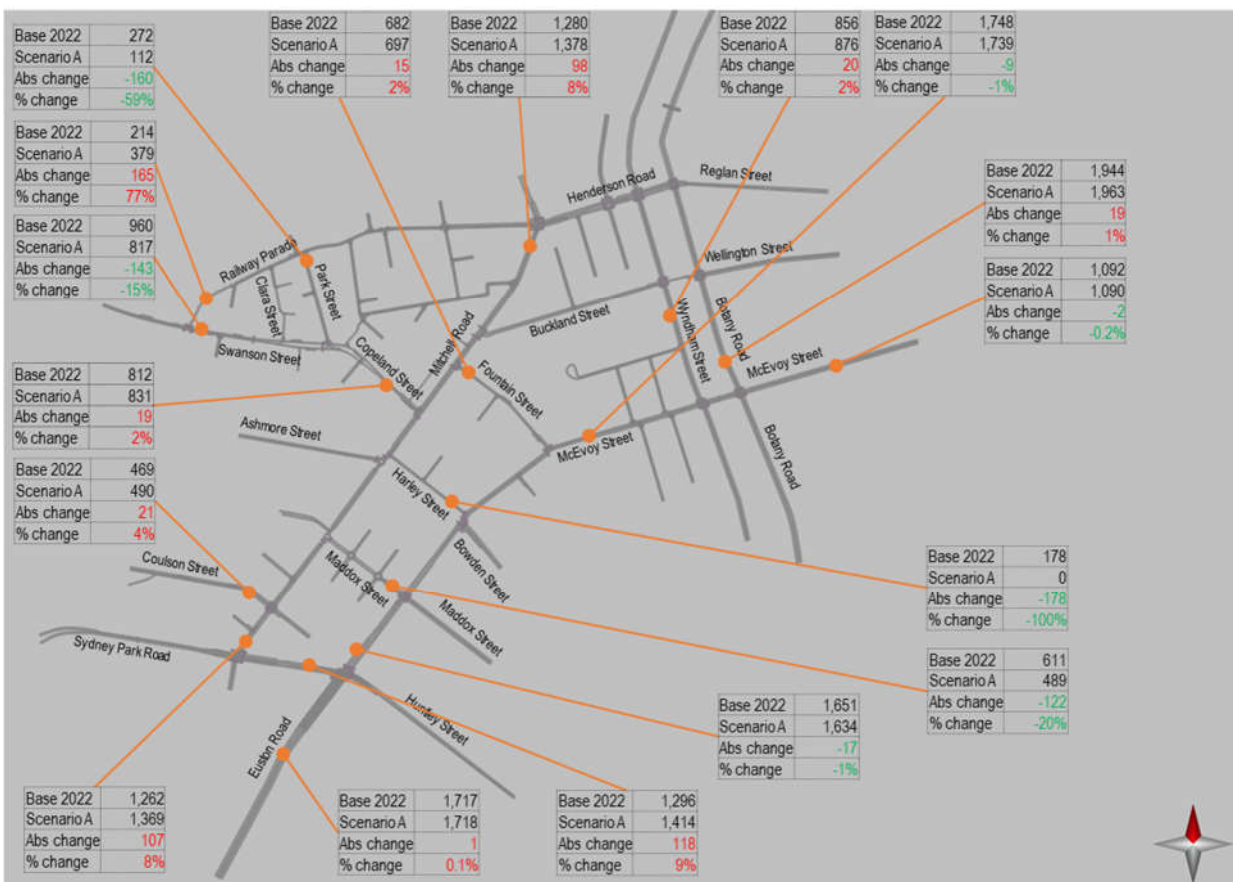 Base 2022 272
Scenario A 112
Abs change -160
% change -59%
Base 2022 682
Scenario A 697
Abs change 15
% change 2%
Base 2022 1,280
Scenario A 1,378
Abs change 98
% change 8%
Base 2022 856
Scenario A 876
Abs change 20
% change 2%
Base 2022 1,748
Scenario A 1,739
Abs change -9
% change -1%
Base 2022 214
Scenario A 379
Abs change 165
% change 77%
Base 2022 960
Scenario A 817
Abs change -143
% change -15%
Base 2022 1,944
Scenario A 1,963
Abs change 19
% change 1%
Base 2022 1,092
Scenario A 1,090
Abs change -2
% change -0.2%
Henderson Road
Reglan Street
Railway Parade
Wellington Street
Clara Street
Park Street
Swanson Street
Copeland Street
Mitchell Road
Buckland Street
Wyndham Street
Botany Road
McEvoy Street
Fountain Street
Base 2022 812
Scenario A 831
Abs change 19
% change 2%
Ashmore Street
McEvoy Street
Botany Road
Harley Street
Base 2022 469
Scenario A 490
Abs change 21
% change 4%
Coulson Street
Maddox Street
Bowden Street
Maddox Street
Sydney Park Road
Huntley Street
Euston Road
Base 2022 178
Scenario A 0
Abs change -178
% change -100%
Base 2022 611
Scenario A 489
Abs change -122
% change -20%
Base 2022 1,651
Scenario A 1,634
Abs change -17
% change -1%
Base 2022 1,262
Scenario A 1,369
Abs change 107
% change 8%
Base 2022 1,717
Scenario A 1,718
Abs change 1
% change 0.1%
Base 2022 1,296
Scenario A 1,414
Abs change 118
% change 9%